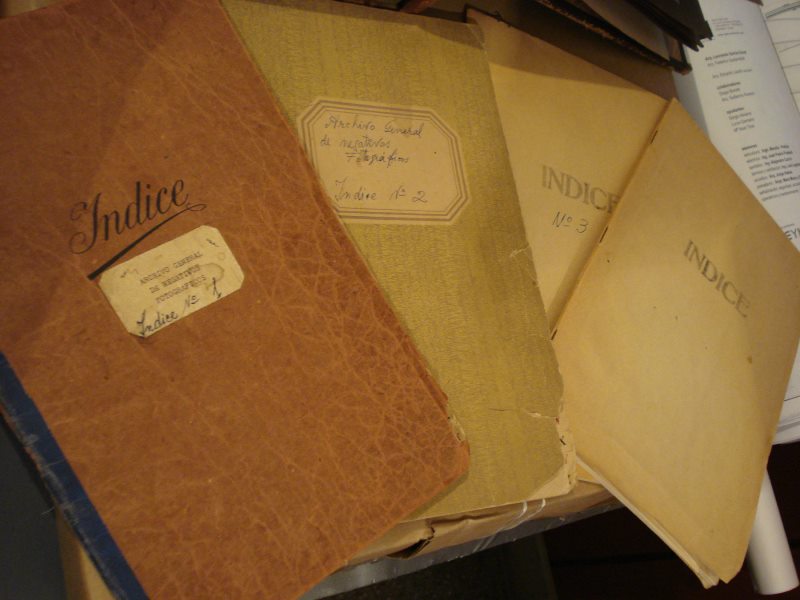 Indice
ARCHIVO GENERAL
DE NEGATIVOS
FOTOGRAFICOS
Indice Nº 1
Archivo General
de negativos
Fotográficos
Indice Nº 2
INDICE
Nº 3
INDICE